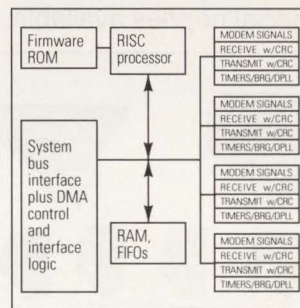 Firmware
ROM
RISC
processor
System
bus
interface
plus DMA
control
and
interface
logic
RAM,
FIFOs
MODEM SIGNALS
RECEIVE w/CRC
TRANSMIT w/CRC
TIMERS/BRG/DPLL
MODEM SIGNALS
RECEIVE w/CRC
TRANSMIT w/CRC
TIMERS/BRG/DPLL
MODEM SIGNALS
RECEIVE w/CRC
TRANSMIT w/CRC
TIMERS/BRG/DPLL
MODEM SIGNALS
RECEIVE w/CRC
TRANSMIT w/CRC
TIMERS/BRG/DPLL